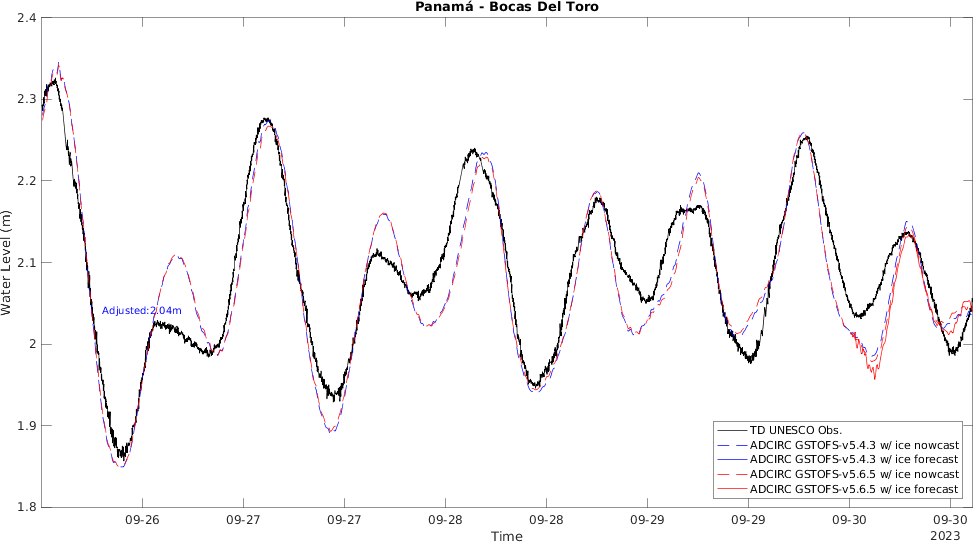 Panamá - Bocas Del Toro
2.4
2.3
2.2
2.1
2
1.9
1.8
Water Level (m)
Adjusted:2.04m
TD UNESCO Obs.
ADCIRC GSTOFS-v5.4.3 w/ ice nowcast
ADCIRC GSTOFS-v5.4.3 w/ ice forecast
ADCIRC GSTOFS-v5.6.5 w/ ice nowcast
ADCIRC GSTOFS-v5.6.5 w/ ice forecast
09-26 09-27 09-27 09-28 09-28 09-29 09-29 09-30 09-30
2023
Time